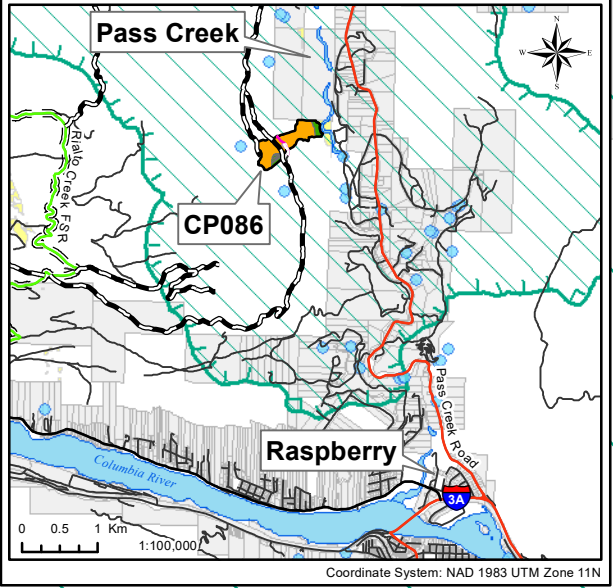 Pass Creek
N
W E
S
Rialto Creek FSR
CP086
Pass Creek Road
Raspberry
Columbia River
3A
0 0.5 1 Km
1:100,000
Coordinate System: NAD 1983 UTM Zone 11N